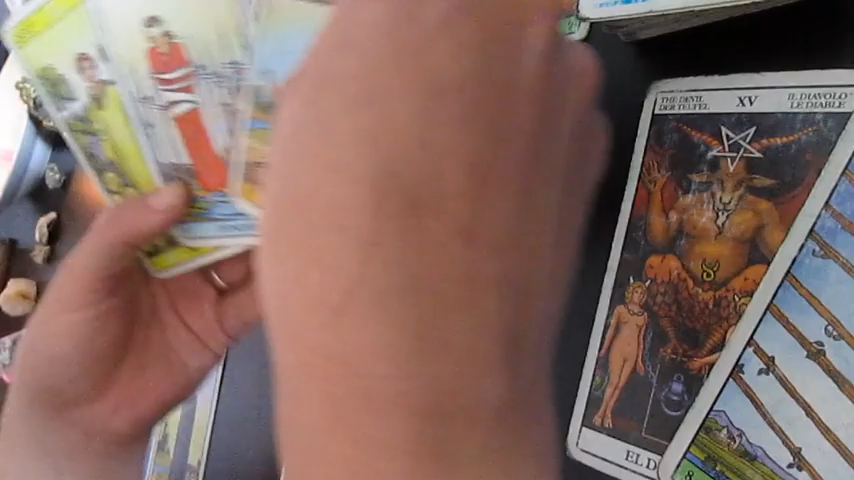 THE DEVIL XV IL DIAVOLO
DER TEUFEL LE DIABLE
EL D
8